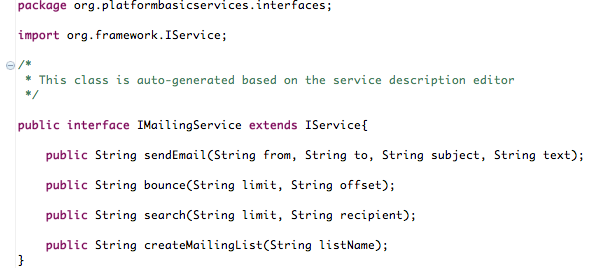 package org.platformbasicservices.interfaces;
import org.framework.IService;
/*
 * This class is auto-generated based on the service description editor
 */
public interface IMailingService extends IService{
    public String sendEmail(String from, String to, String subject, String text);
    public String bounce(String limit, String offset);
    public String search(String limit, String recipient);
    public String createMailingList(String listName);
}